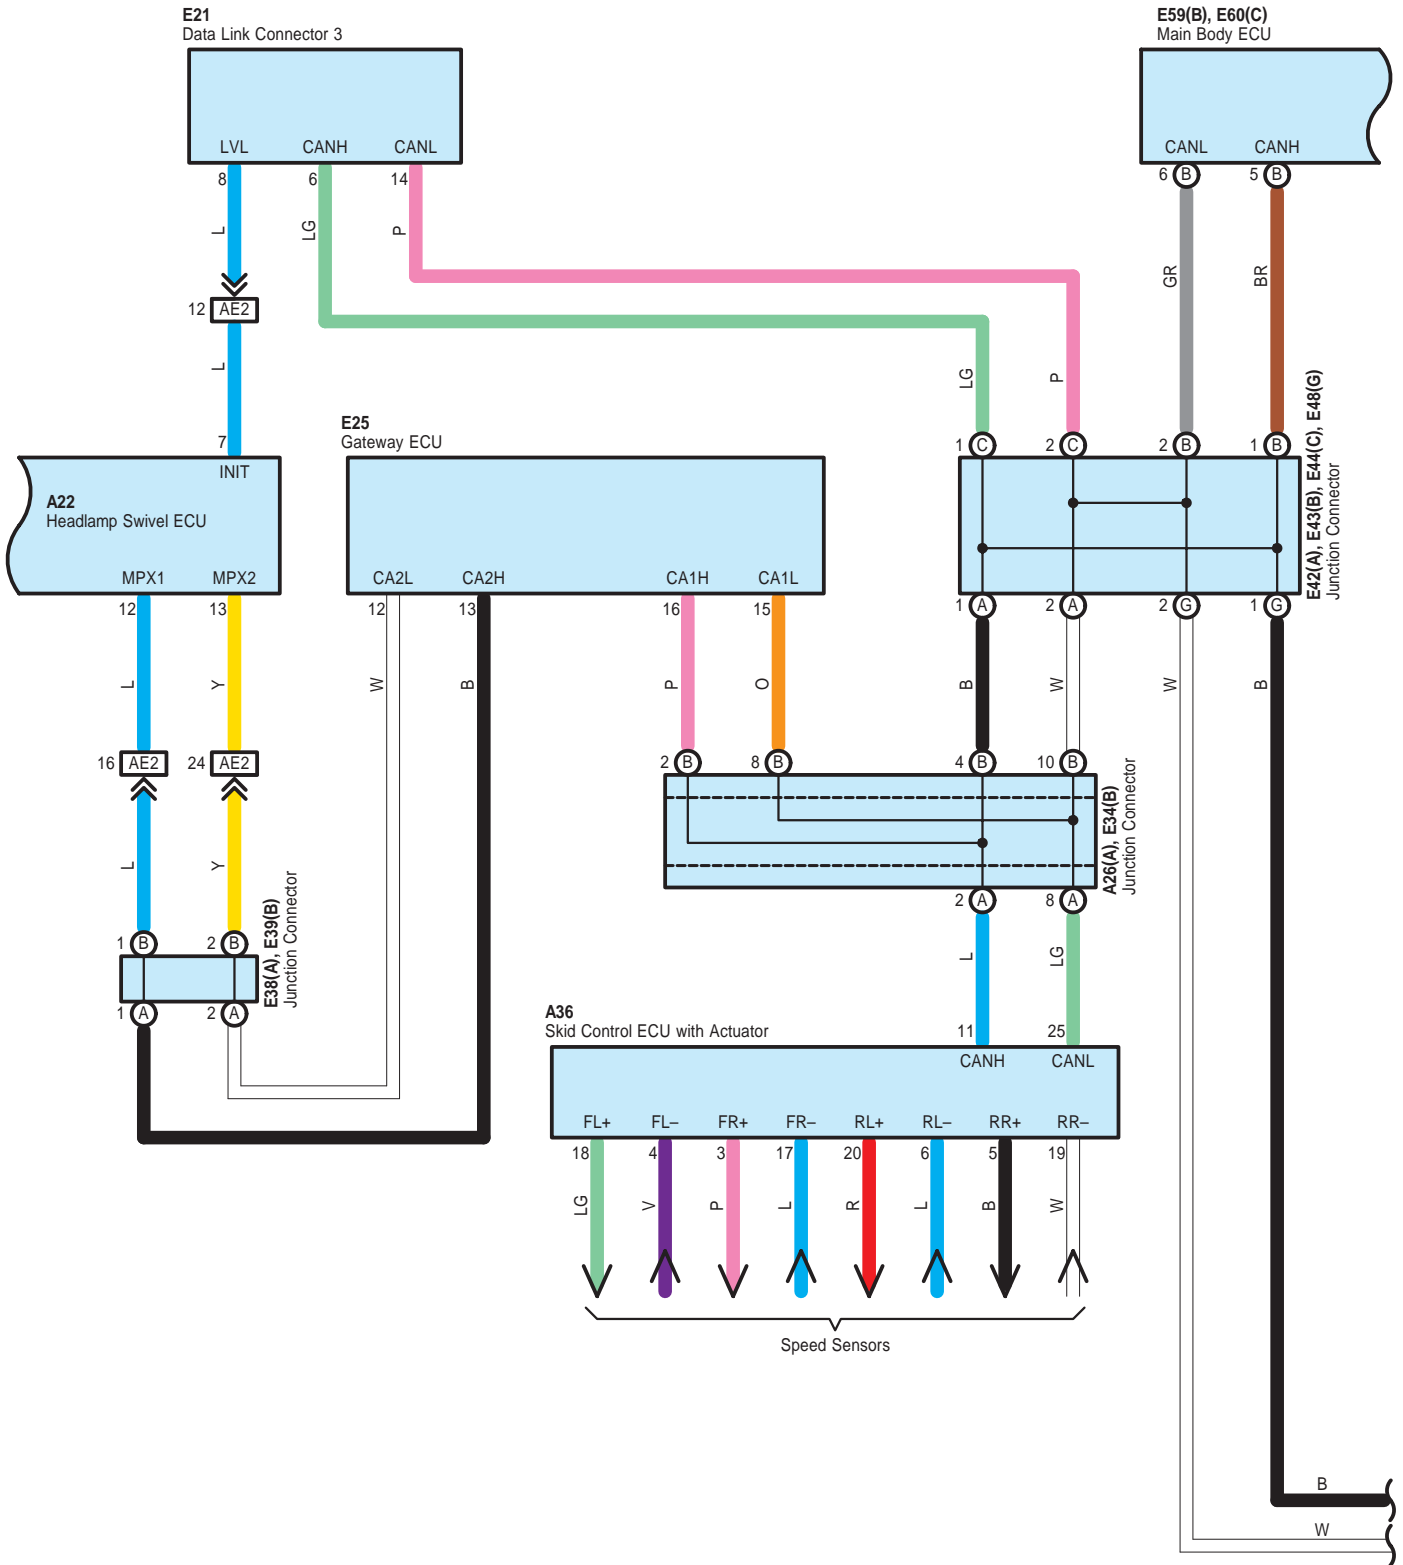 E21
Data Link Connector 3
E59(B), E60(C)
Main Body ECU
LVL CANH CANL
CANL CANH
8 6 14
6 B 5 B
L LG P
GR BR
12 AE2
L
LG P
7
E25
Gateway ECU
1 C 2 C 2 B 1 B
INIT
A22
Headlamp Swivel ECU
E42(A), E43(B), E44(C), E48(G)
Junction Connector
MPX1 MPX2
CA2L CA2H CA1H CA1L
12 13 12 13 16 15
1 A 2 A 2 G 1 G
L Y W B P O B W W B
16 AE2 24 AE2
2 B 8 B 4 B 10 B
A26(A), E34(B)
Junction Connector
L Y
2 A 8 A
1 B 2 B
E38(A), E39(B)
Junction Connector
L LG
1 A 2 A
A36
Skid Control ECU with Actuator
11 25
CANH CANL
FL+ FL– FR+ FR– RL+ RL– RR+ RR–
18 4 3 17 20 6 5 19
LG V P L R L B W
Speed Sensors
B
W